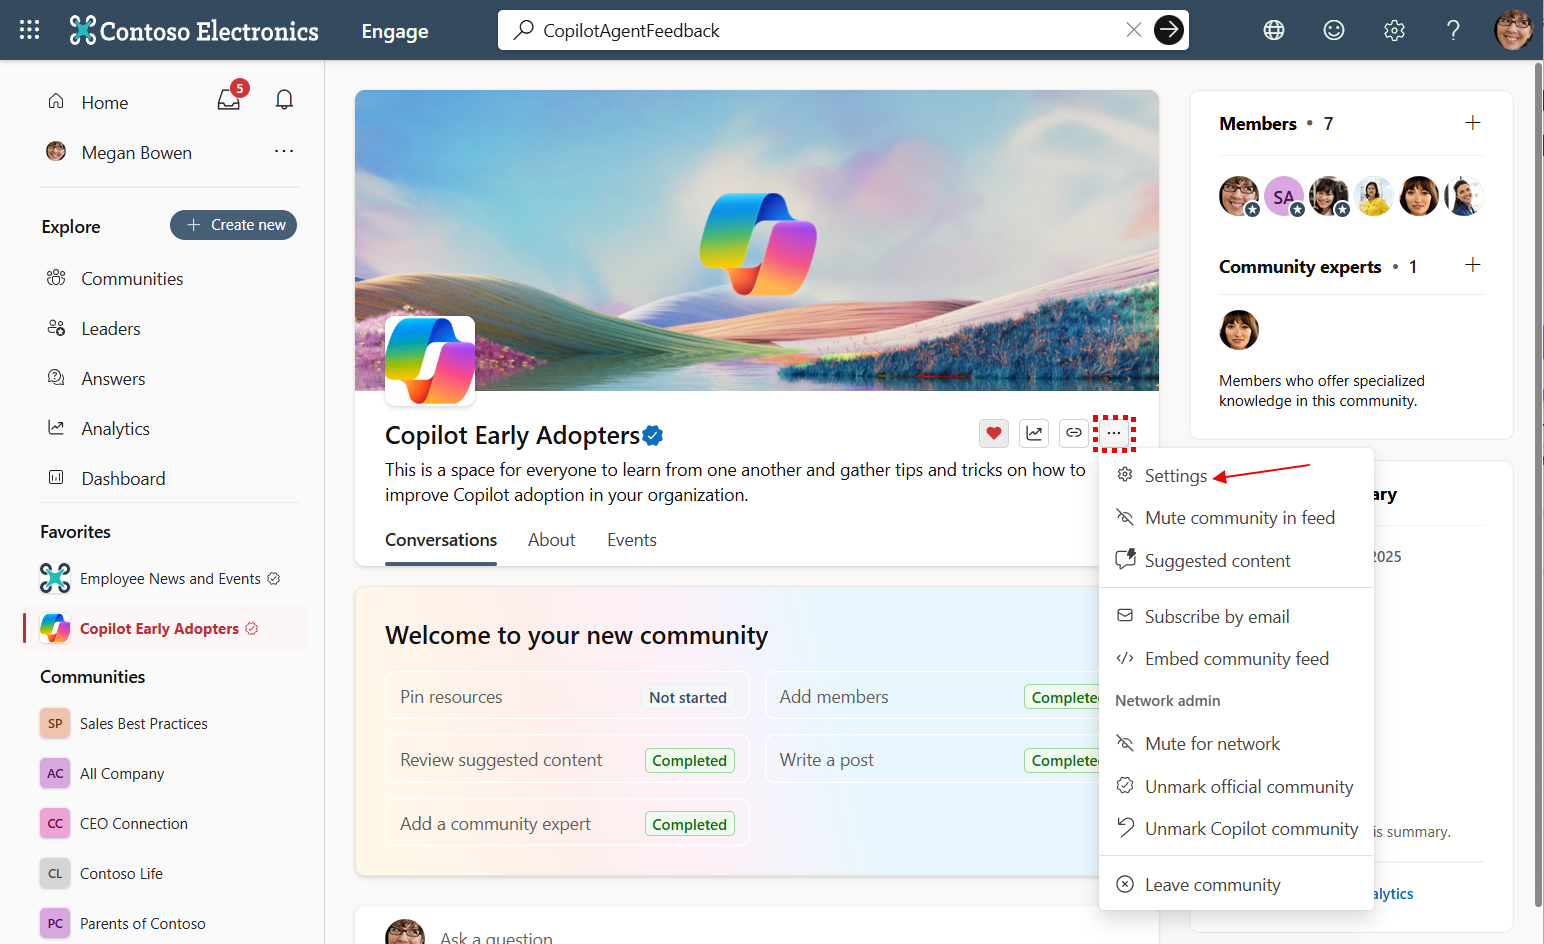 Contoso Electronics
Engage
CopilotAgentFeedback
Home
5
Megan Bowen
Explore
Create new
Communities
Leaders
Answers
Analytics
Dashboard
Favorites
Employee News and Events
Copilot Early Adopters
Communities
SP Sales Best Practices
AC All Company
CC CEO Connection
CL Contoso Life
PC Parents of Contoso
Copilot Early Adopters
This is a space for everyone to learn from one another and gather tips and tricks on how to
improve Copilot adoption in your organization.
Conversations About Events
Welcome to your new community
Pin resources Not started
Add members Complete
Review suggested content Completed
Write a post Complete
Add a community expert Completed
Ask a question
Settings
Mute community in feed
Suggested content
Subscribe by email
Embed community feed
Network admin
Mute for network
Unmark official community
Unmark Copilot community
Leave community
Members • 7
SA
Community experts • 1
Members who offer specialized
knowledge in this community.
ary
2025
is summary.
alytics